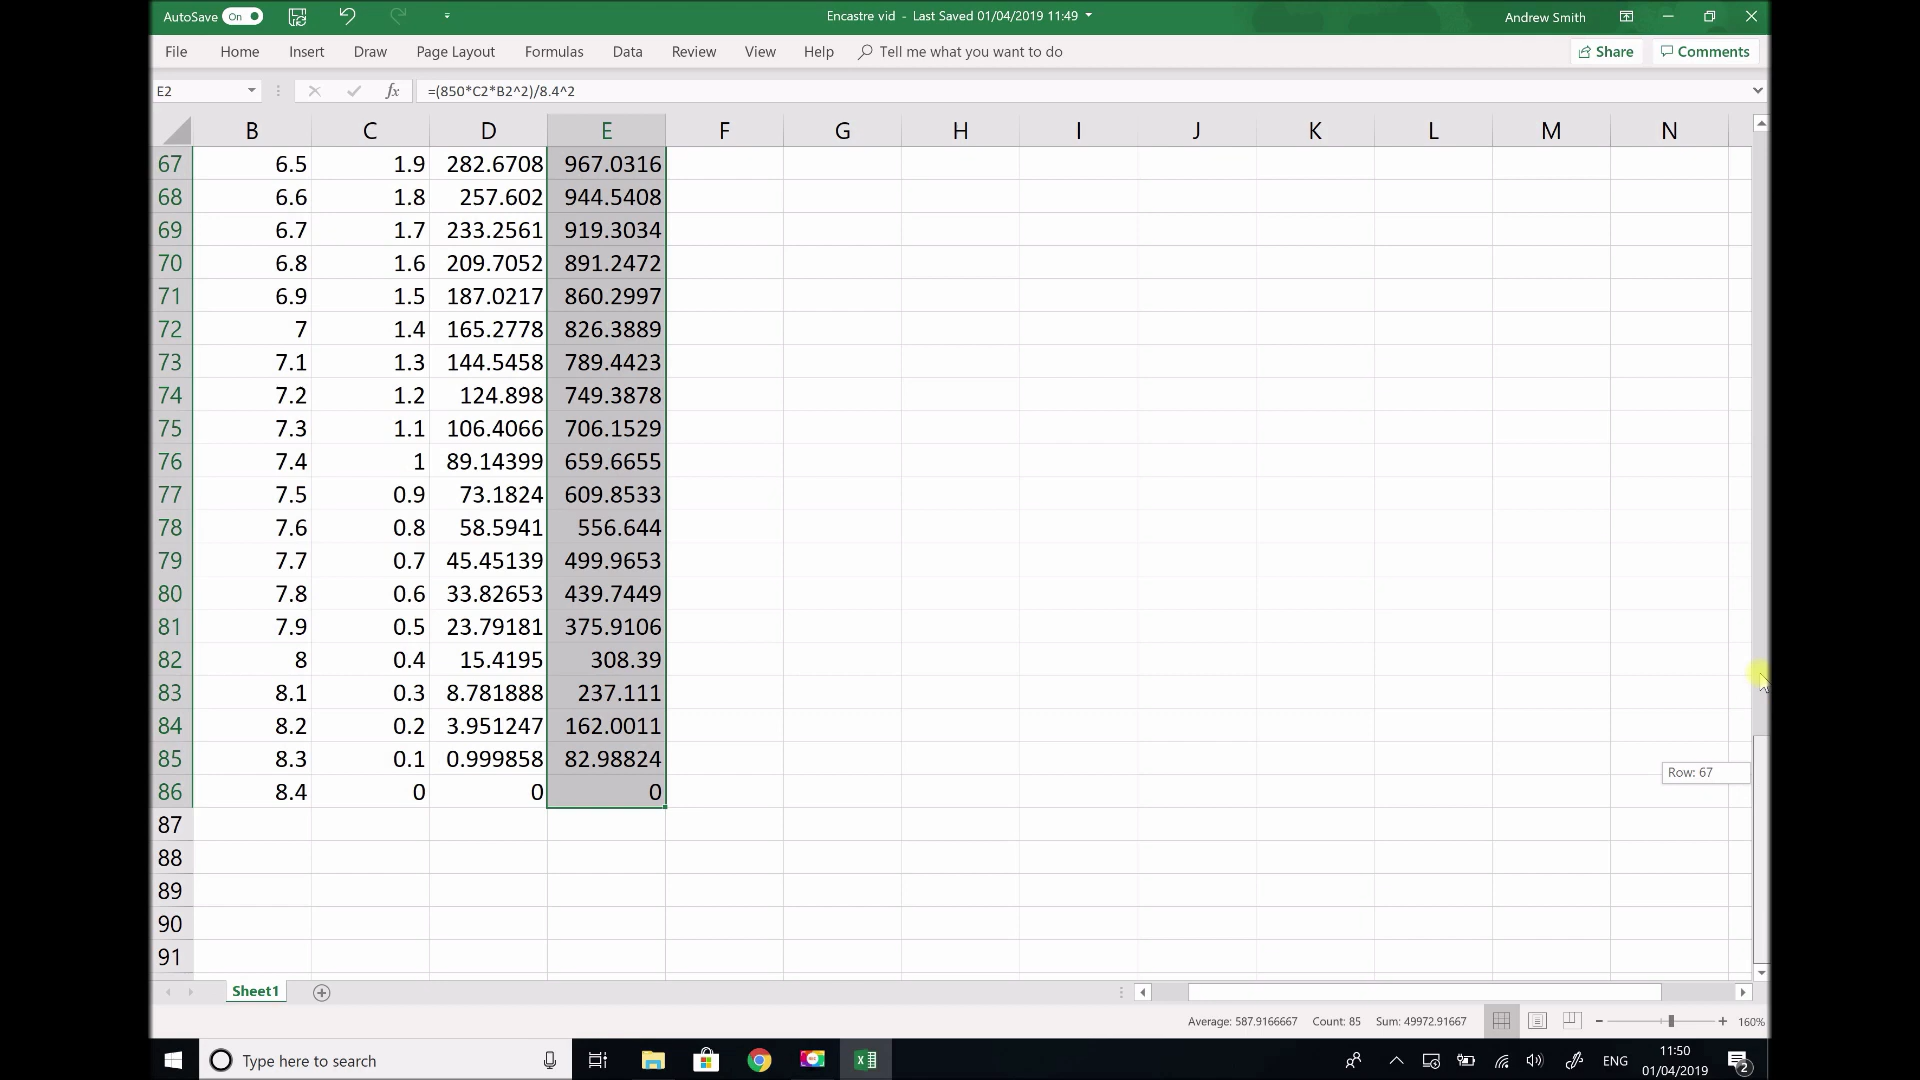 AutoSave On Encastre vid - Last Saved 01/04/2019 11:49 Andrew Smith
File Home Insert Draw Page Layout Formulas Data Review View Help Tell me what you want to do Share Comments
E2 fx =(850*C2*B2^2)/8.4^2
B C D E F G H I J K L M N
67 6.5 1.9 282.6708 967.0316
68 6.6 1.8 257.602 944.5408
69 6.7 1.7 233.2561 919.3034
70 6.8 1.6 209.7052 891.2472
71 6.9 1.5 187.0217 860.2997
72 7 1.4 165.2778 826.3889
73 7.1 1.3 144.5458 789.4423
74 7.2 1.2 124.898 749.3878
75 7.3 1.1 106.4066 706.1529
76 7.4 1 89.14399 659.6655
77 7.5 0.9 73.1824 609.8533
78 7.6 0.8 58.5941 556.644
79 7.7 0.7 45.45139 499.9653
80 7.8 0.6 33.82653 439.7449
81 7.9 0.5 23.79181 375.9106
82 8 0.4 15.4195 308.39
83 8.1 0.3 8.781888 237.111
84 8.2 0.2 3.951247 162.0011
85 8.3 0.1 0.999858 82.98824
Row: 67
86 8.4 0 0 0
87
88
89
90
91
Sheet1
Average: 587.9166667 Count: 85 Sum: 49972.91667 160%
Type here to search ENG 11:50 2
01/04/2019